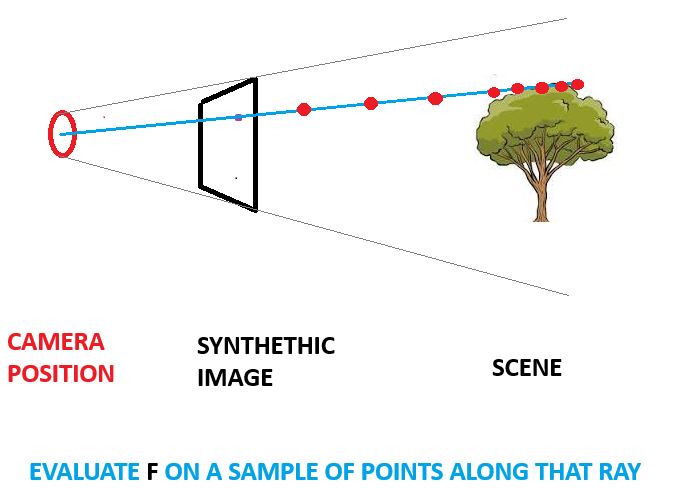 CAMERA
POSITION
SYNTHETHIC
IMAGE
SCENE
EVALUATE F ON A SAMPLE OF POINTS ALONG THAT RAY